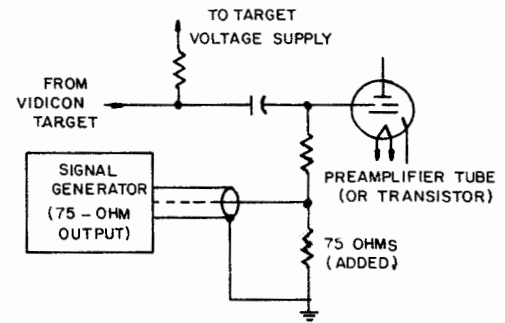 TO TARGET
VOLTAGE SUPPLY
FROM
VIDICON
TARGET
SIGNAL
GENERATOR
(75-OHM
OUTPUT)
PREAMPLIFIER TUBE
(OR TRANSISTOR)
75 OHMS
(ADDED)